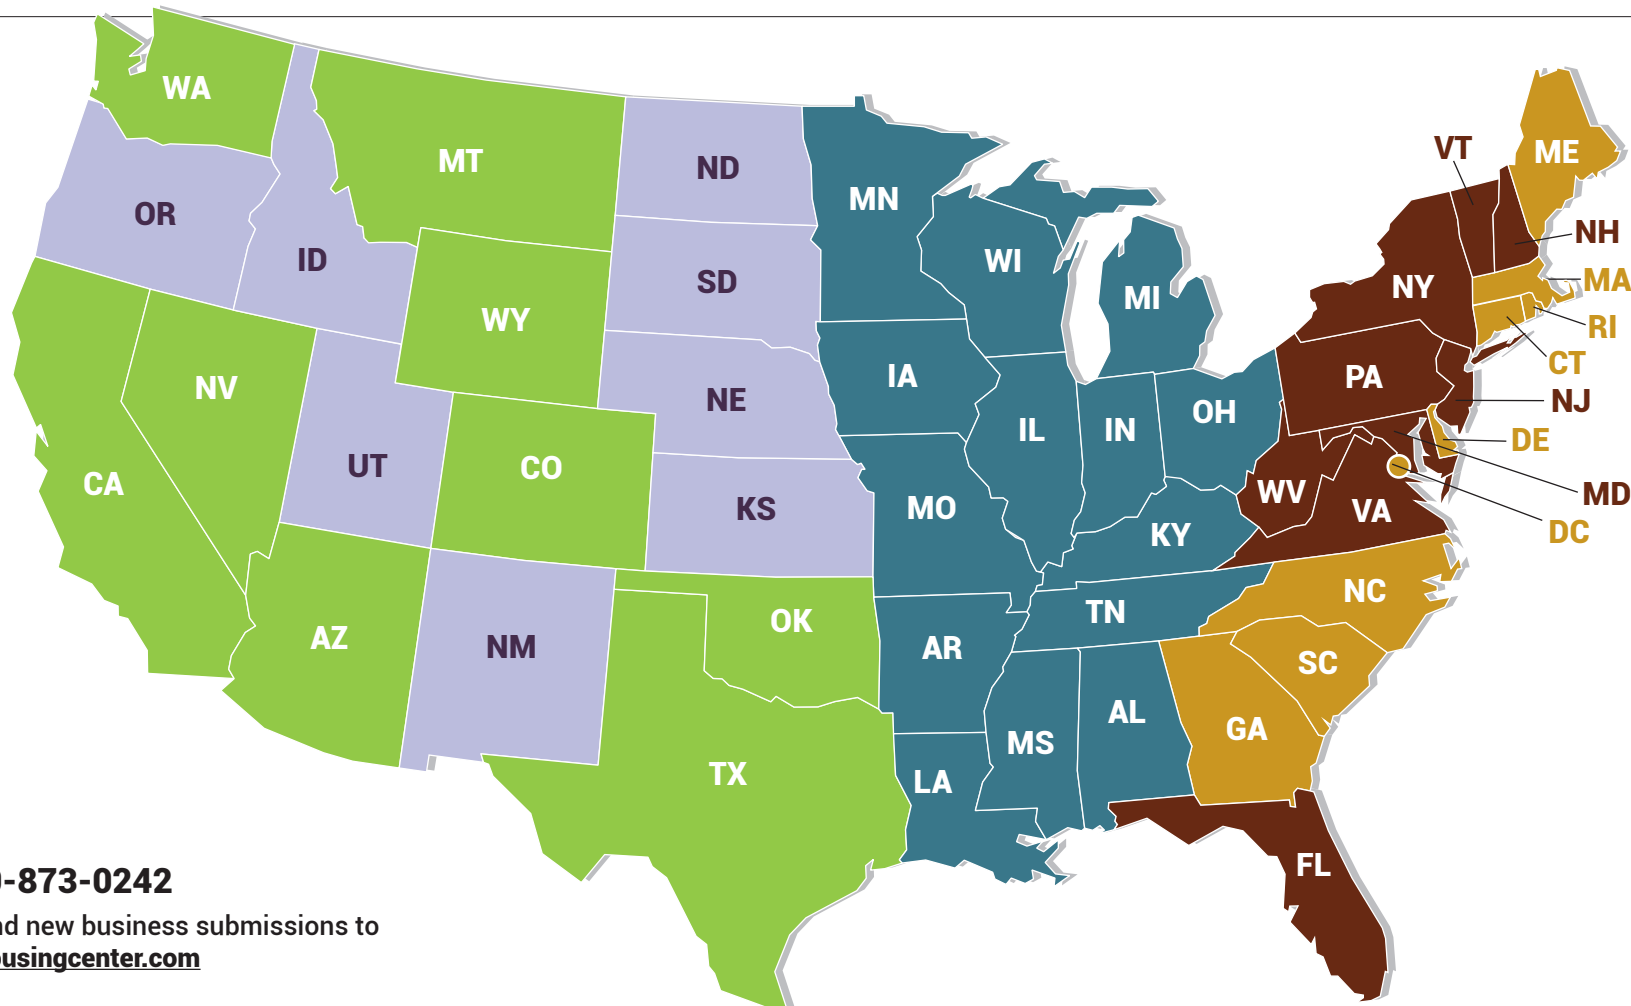 WA
MT
ND
MN
VT
ME
OR
ID
SD
WI
MI
NY
NH
MA
RI
CT
WY
NV
NE
IA
IL
IN
OH
PA
NJ
DE
MD
DC
CA
UT
CO
KS
MO
KY
WV
VA
AZ
NM
OK
AR
TN
NC
SC
TX
LA
MS
AL
GA
FL
-873-0242
new business submissions to
usingcenter.com